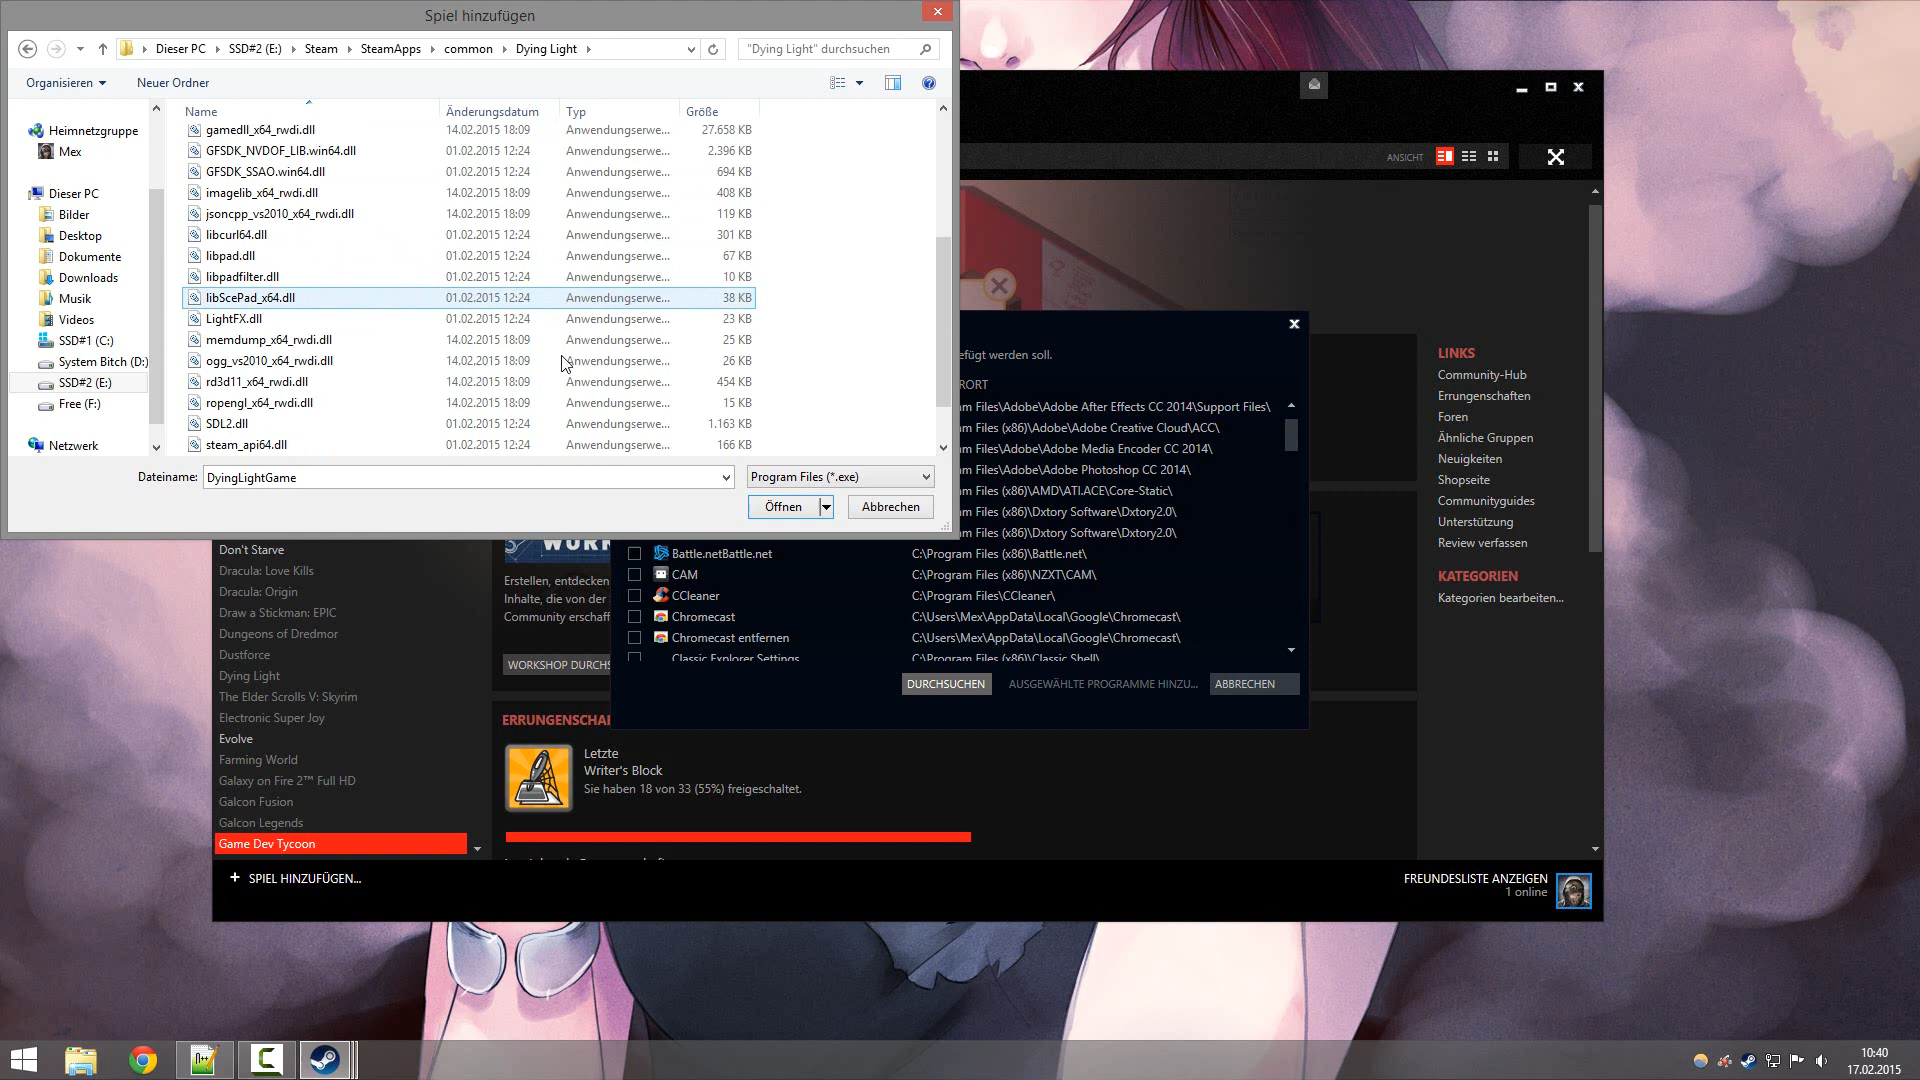 Spiel hinzufügen
Dieser PC
SSD#2 (E:)
Steam
SteamApps
common
Dying Light
"Dying Light" durchsuchen
Organisieren
Neuer Ordner
Name
Änderungsdatum
Typ
Größe
Heimnetzgruppe
Mex
Dieser PC
Bilder
Desktop
Dokumente
Downloads
Musik
Videos
SSD#1 (C:)
System Bitch (D:)
SSD#2 (E:)
Free (F:)
Netzwerk
gamedll_x64_rwdi.dll 14.02.2015 18:09 Anwendungserwe... 27.658 KB
GFSDK_NVDOF_LIB.win64.dll 01.02.2015 12:24 Anwendungserwe... 2.396 KB
GFSDK_SSAO.win64.dll 01.02.2015 12:24 Anwendungserwe... 694 KB
imagelib_x64_rwdi.dll 14.02.2015 18:09 Anwendungserwe... 408 KB
jsoncpp_vs2010_x64_rwdi.dll 14.02.2015 18:09 Anwendungserwe... 119 KB
libcurl64.dll 01.02.2015 12:24 Anwendungserwe... 301 KB
libpad.dll 01.02.2015 12:24 Anwendungserwe... 67 KB
libpadfilter.dll 01.02.2015 12:24 Anwendungserwe... 10 KB
libScePad_x64.dll 01.02.2015 12:24 Anwendungserwe... 38 KB
LightFX.dll 01.02.2015 12:24 Anwendungserwe... 23 KB
memdump_x64_rwdi.dll 14.02.2015 18:09 Anwendungserwe... 25 KB
ogg_vs2010_x64_rwdi.dll 14.02.2015 18:09 Anwendungserwe... 26 KB
rd3d11_x64_rwdi.dll 14.02.2015 18:09 Anwendungserwe... 454 KB
ropengl_x64_rwdi.dll 14.02.2015 18:09 Anwendungserwe... 15 KB
SDL2.dll 01.02.2015 12:24 Anwendungserwe... 1.163 KB
steam_api64.dll 01.02.2015 12:24 Anwendungserwe... 166 KB
Dateiname: DyingLightGame
Program Files (*.exe)
Öffnen
Abbrechen
ANSICHT
efügt werden soll.
RORT
m Files\Adobe\Adobe After Effects CC 2014\Support Files\
m Files (x86)\Adobe\Adobe Creative Cloud\ACC\
m Files\Adobe\Adobe Media Encoder CC 2014\
m Files\Adobe\Adobe Photoshop CC 2014\
m Files (x86)\AMD\ATI.ACE\Core-Static\
m Files (x86)\Dxtory Software\Dxtory2.0\
m Files (x86)\Dxtory Software\Dxtory2.0\
Battle.netBattle.net C:\Program Files (x86)\Battle.net\
CAM C:\Program Files (x86)\NZXT\CAM\
CCleaner C:\Program Files\CCleaner\
Chromecast C:\Users\Mex\AppData\Local\Google\Chromecast\
Chromecast entfernen C:\Users\Mex\AppData\Local\Google\Chromecast\
Classic Explorer Settings C:\Program Files (x86)\Classic Shell\
DURCHSUCHEN
AUSGEWÄHLTE PROGRAMME HINZU...
ABBRECHEN
LINKS
Community-Hub
Errungenschaften
Foren
Ähnliche Gruppen
Neuigkeiten
Shopseite
Communityguides
Unterstützung
Review verfassen
KATEGORIEN
Kategorien bearbeiten...
Don't Starve
Dracula: Love Kills
Dracula: Origin
Draw a Stickman: EPIC
Dungeons of Dredmor
Dustforce
Dying Light
The Elder Scrolls V: Skyrim
Electronic Super Joy
Evolve
Farming World
Galaxy on Fire 2™ Full HD
Galcon Fusion
Galcon Legends
Game Dev Tycoon
Erstellen, entdecken
Inhalte, die von der
Community erschaff
WORKSHOP DURCHS
ERRUNGENSCHA
Letzte
Writer's Block
Sie haben 18 von 33 (55%) freigeschaltet.
+ SPIEL HINZUFÜGEN...
FREUNDESLISTE ANZEIGEN
1 online
10:40
17.02.2015